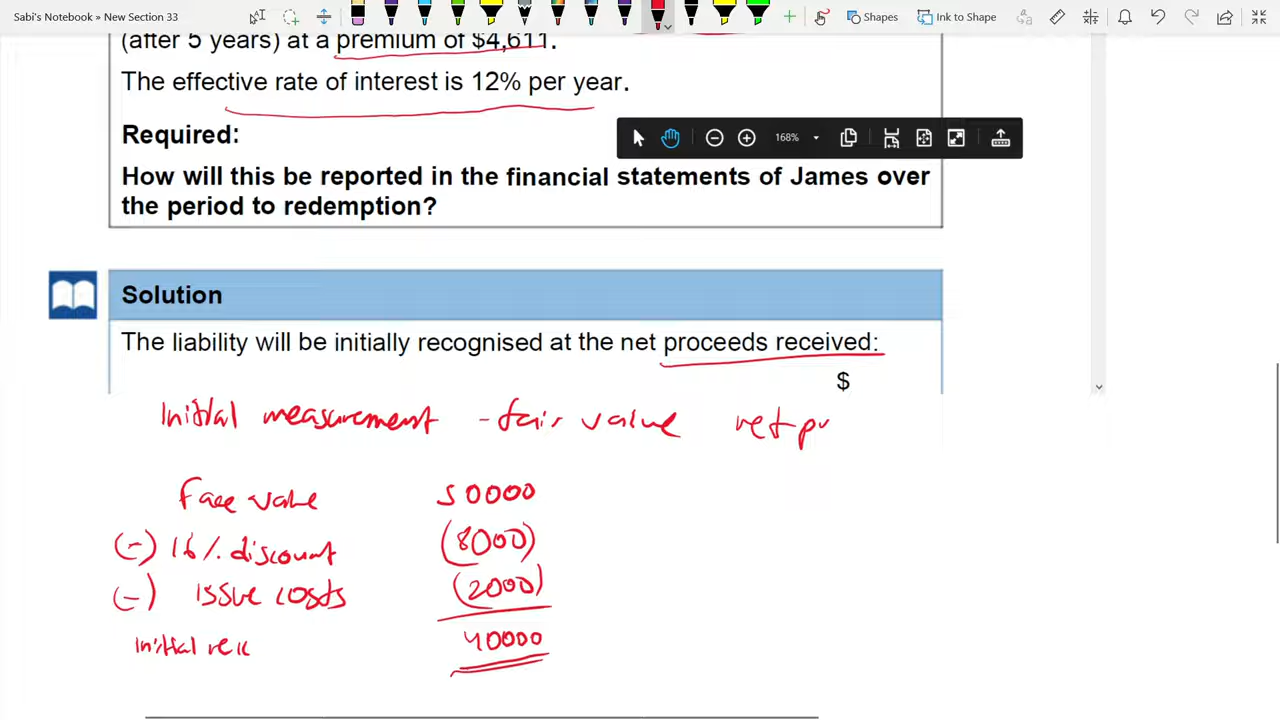 Sabi's Notebook » New Section 33
Shapes
Ink to Shape
(after 5 years) at a premium of $4,611.
The effective rate of interest is 12% per year.
168%
Required:
How will this be reported in the financial statements of James over
the period to redemption?
Solution
The liability will be initially recognised at the net proceeds received:
$
Initial measurement - fair value net pr
Face value 50000
(-) 16% discount (8000)
(-) Issue costs (2000)
Initial rec 40000